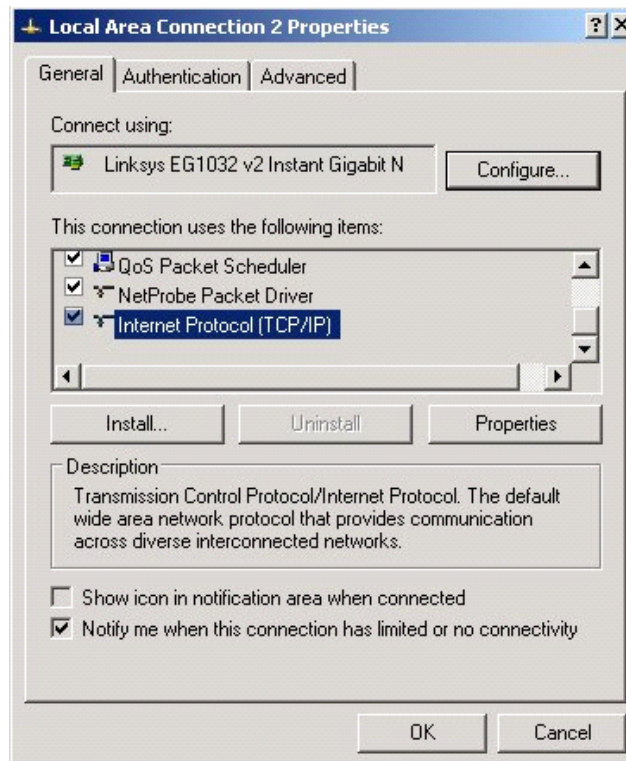 Local Area Connection 2 Properties
General Authentication Advanced
Connect using:
Linksys EG1032 v2 Instant Gigabit N
Configure...
This connection uses the following items:
QoS Packet Scheduler
NetProbe Packet Driver
Internet Protocol (TCP/IP)
Install... Uninstall Properties
Description
Transmission Control Protocol/Internet Protocol. The default
wide area network protocol that provides communication
across diverse interconnected networks.
Show icon in notification area when connected
Notify me when this connection has limited or no connectivity
OK Cancel